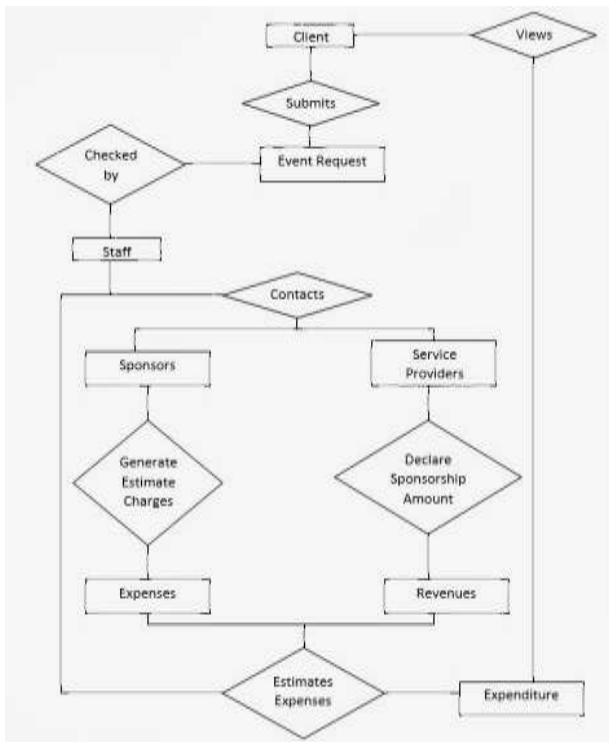 Client
Views
Submits
Checked
by
Event Request
Staff
Contacts
Sponsors
Service
Providers
Generate
Estimate
Charges
Declare
Sponsorship
Amount
Expenses
Revenues
Estimates
Expenses
Expenditure